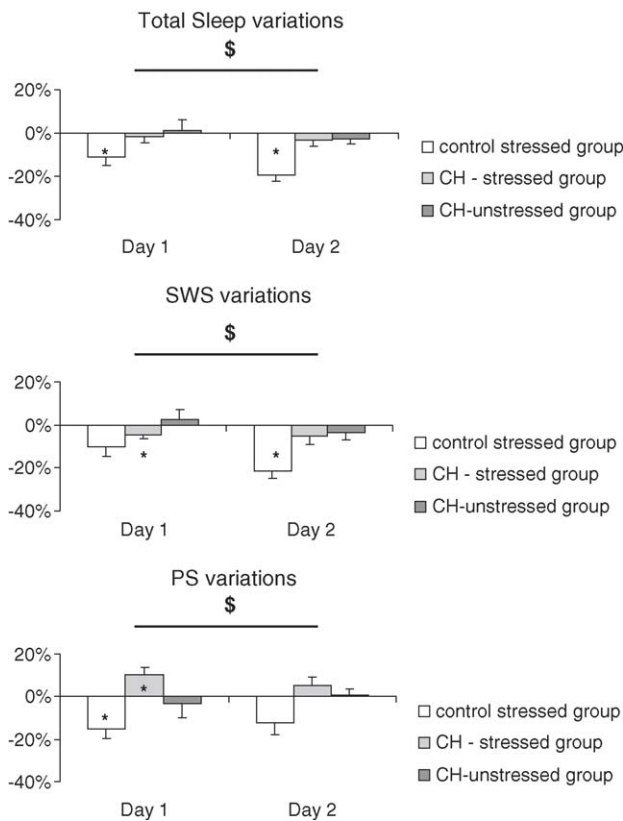 Total Sleep variations
$
20%
0%
-20%
-40%
* *
Day 1 Day 2
control stressed group
CH - stressed group
CH-unstressed group
SWS variations
$
20%
0%
-20%
-40%
* *
Day 1 Day 2
control stressed group
CH - stressed group
CH-unstressed group
PS variations
$
20%
0%
-20%
-40%
*
*
Day 1 Day 2
control stressed group
CH - stressed group
CH-unstressed group